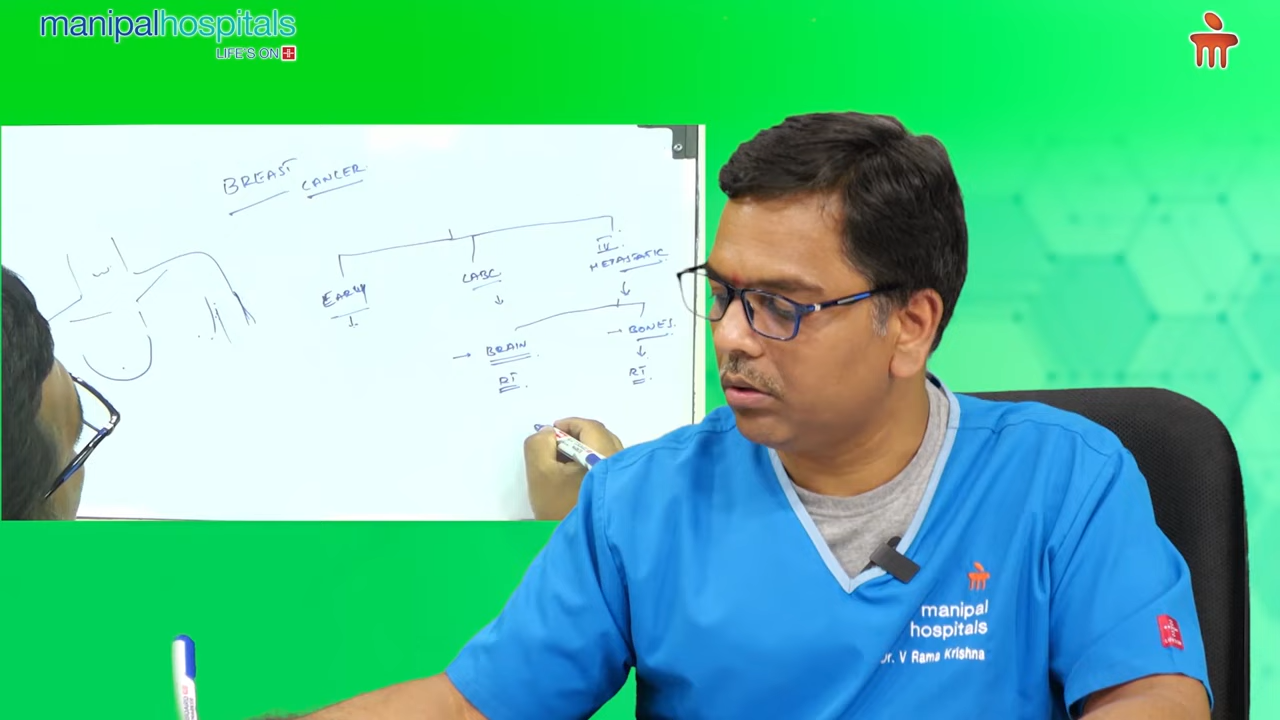 manipalhospitals
LIFE'S ON
BREAST CANCER
EARLY
LABC
IV
METASTATIC
BRAIN
BONES
RT
RT
manipal
hospitals
Dr. V Rama Krishna